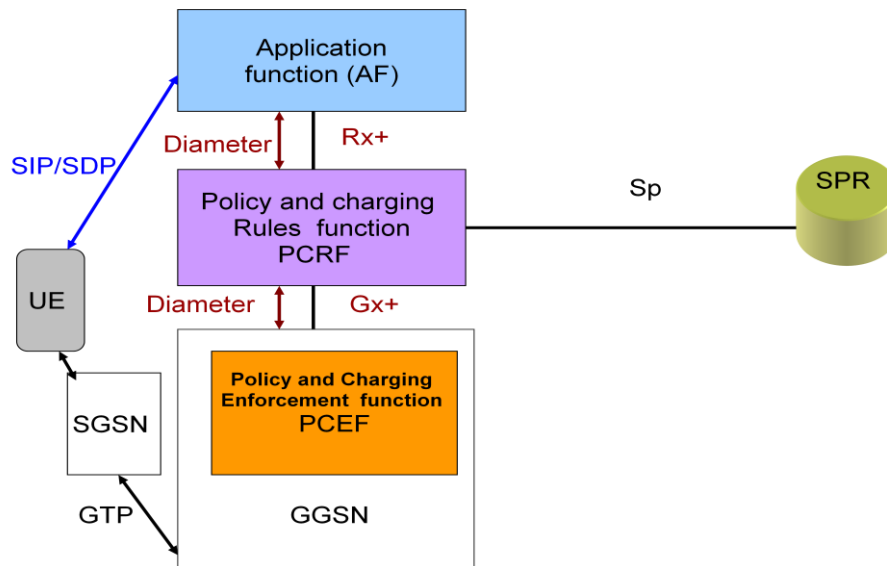 Application
function (AF)
Diameter
Rx+
SIP/SDP
Policy and charging
Rules function
PCRF
Sp
SPR
UE
Diameter
Gx+
Policy and Charging
Enforcement function
PCEF
SGSN
GTP
GGSN